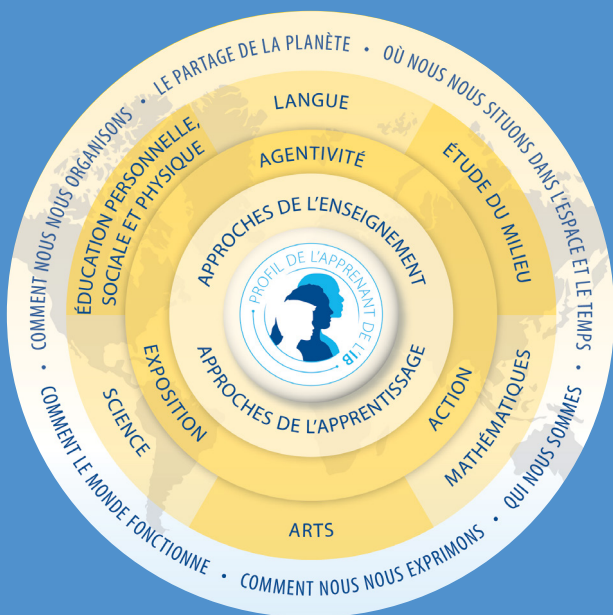 LE PARTAGE DE LA PLANÈTE
•
OÙ NOUS NOUS SITUONS DANS L'ESPACE ET LE TEMPS
•
QUI NOUS SOMMES
•
COMMENT NOUS NOUS EXPRIMONS
•
COMMENT LE MONDE FONCTIONNE
•
COMMENT NOUS NOUS ORGANISONS
•
LANGUE
ÉTUDE DU MILIEU
MATHÉMATIQUES
ARTS
SCIENCE
ÉDUCATION PERSONNELLE,
SOCIALE ET PHYSIQUE
AGENTIVITÉ
ACTION
EXPOSITION
APPROCHES DE L'ENSEIGNEMENT
APPROCHES DE L'APPRENTISSAGE
PROFIL DE L'APPRENANT DE L'IB